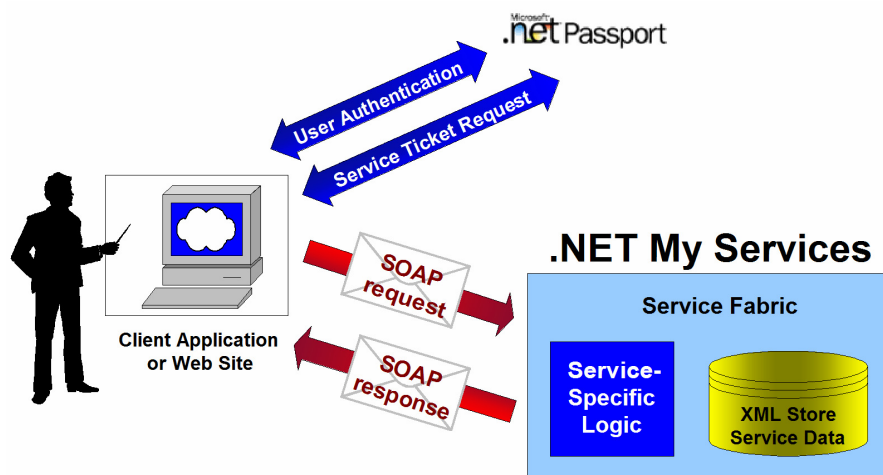 Microsoft
.net Passport
User Authentication
Service Ticket Request
.NET My Services
SOAP
request
Service Fabric
Client Application
or Web Site
SOAP
response
Service-
Specific
Logic
XML Store
Service Data